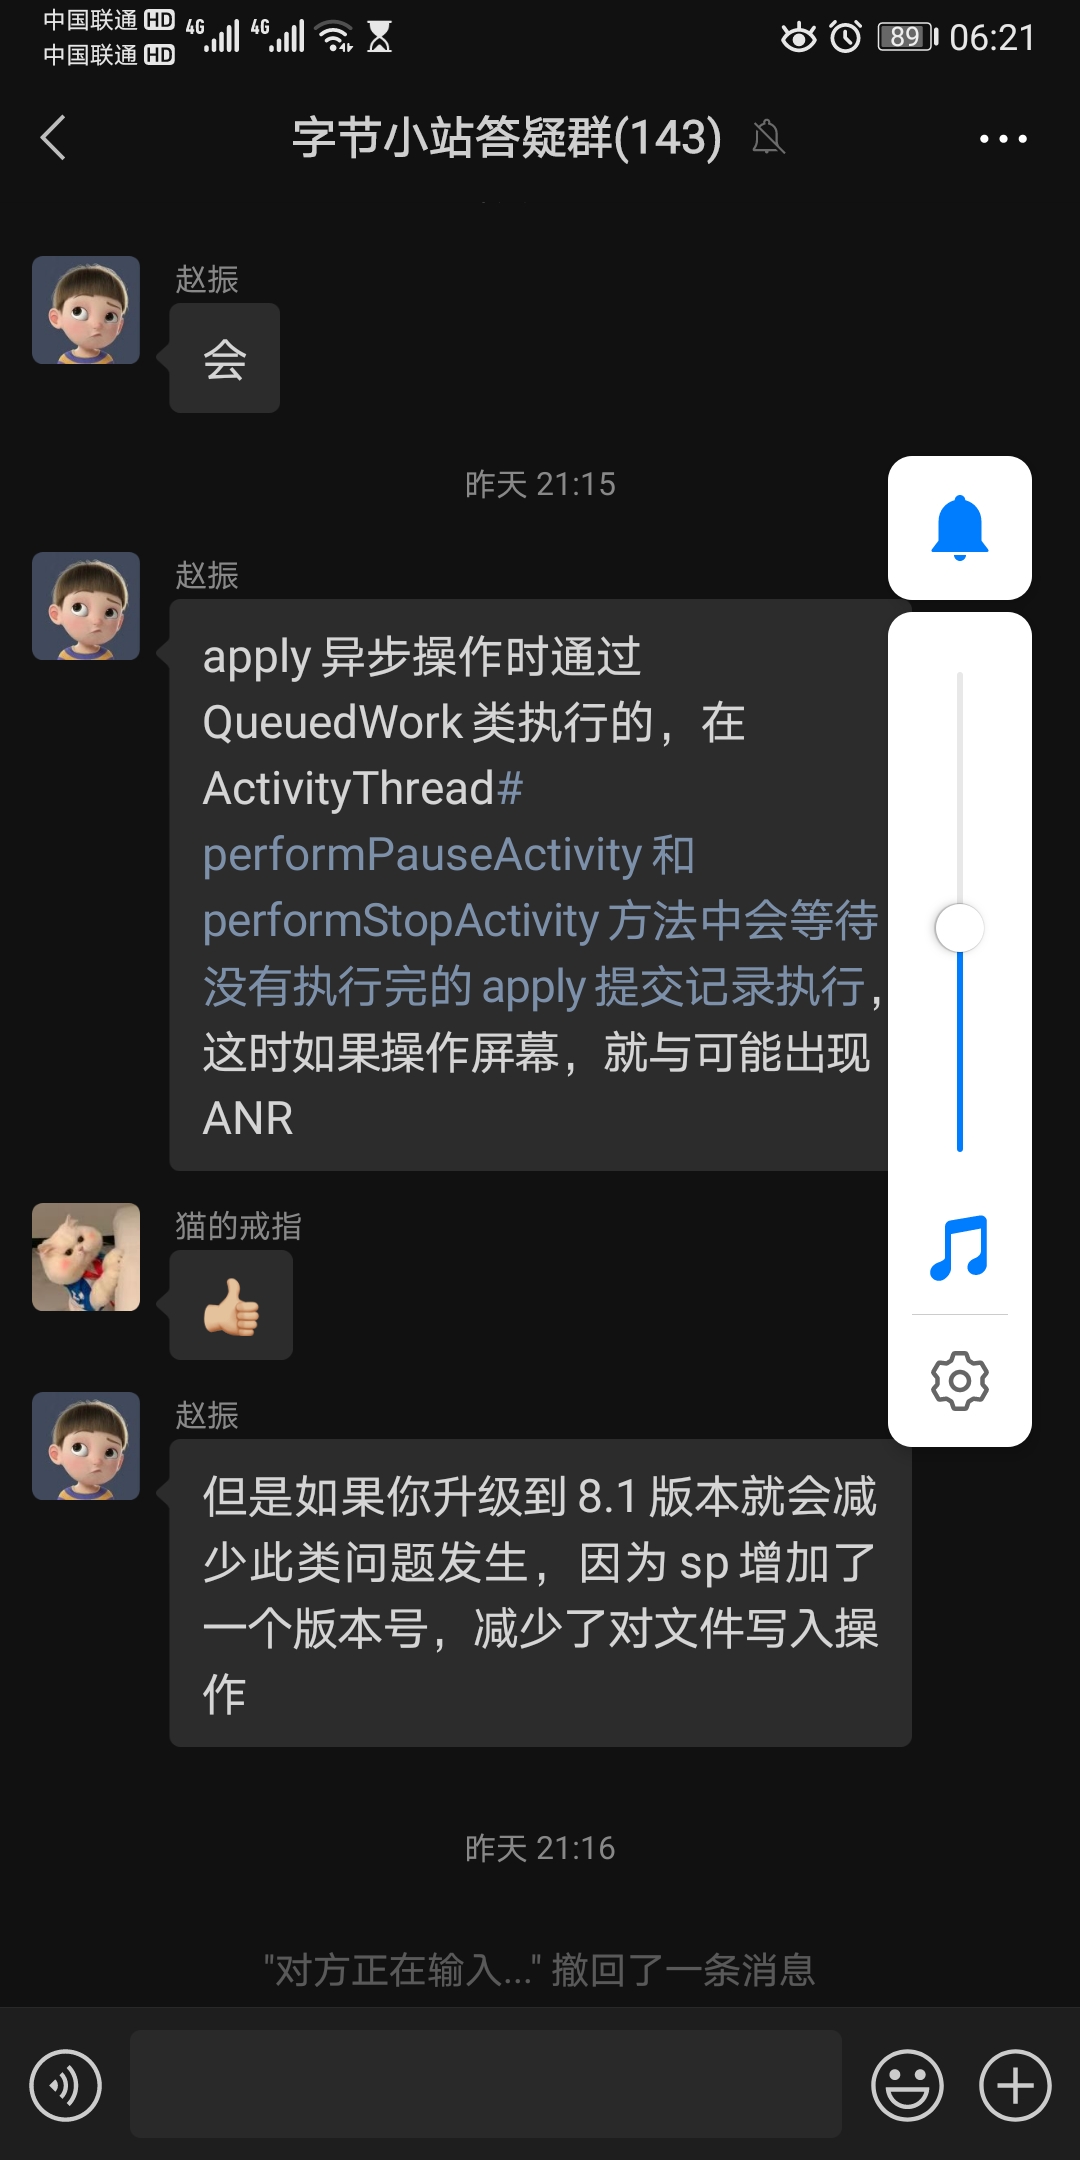 中国联通 HD 4G 4G 89 06:21
中国联通 HD
字节小站答疑群(143)
赵振
会
昨天 21:15
赵振
apply 异步操作时通过
QueuedWork 类执行的，在
ActivityThread#
performPauseActivity 和
performStopActivity 方法中会等待
没有执行完的 apply 提交记录执行，
这时如果操作屏幕，就与可能出现
ANR
猫的戒指
赵振
但是如果你升级到 8.1 版本就会减
少此类问题发生，因为 sp 增加了
一个版本号，减少了对文件写入操
作
昨天 21:16
"对方正在输入..." 撤回了一条消息